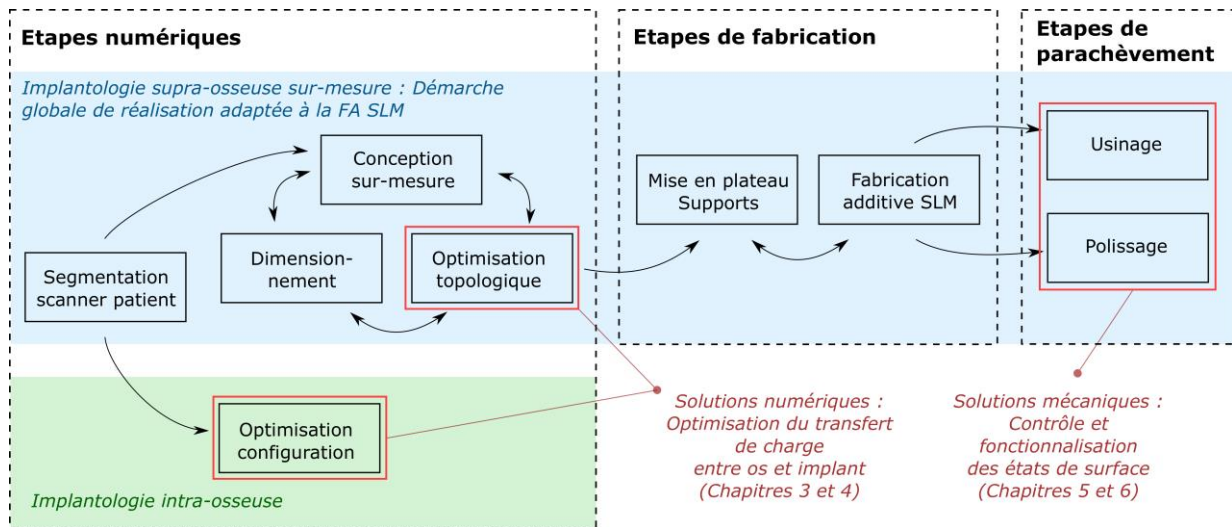 Etapes numériques
Implantologie supra-osseuse sur-mesure : Démarche
globale de réalisation adaptée à la FA SLM
Conception
sur-mesure
Segmentation
scanner patient
Dimension-
nement
Optimisation
topologique
Optimisation
configuration
Implantologie intra-osseuse
Etapes de fabrication
Mise en plateau
Supports
Fabrication
additive SLM
Etapes de
parachèvement
Usinage
Polissage
Solutions numériques :
Optimisation du transfert
de charge
entre os et implant
(Chapitres 3 et 4)
Solutions mécaniques :
Contrôle et
fonctionnalisation
des états de surface
(Chapitres 5 et 6)